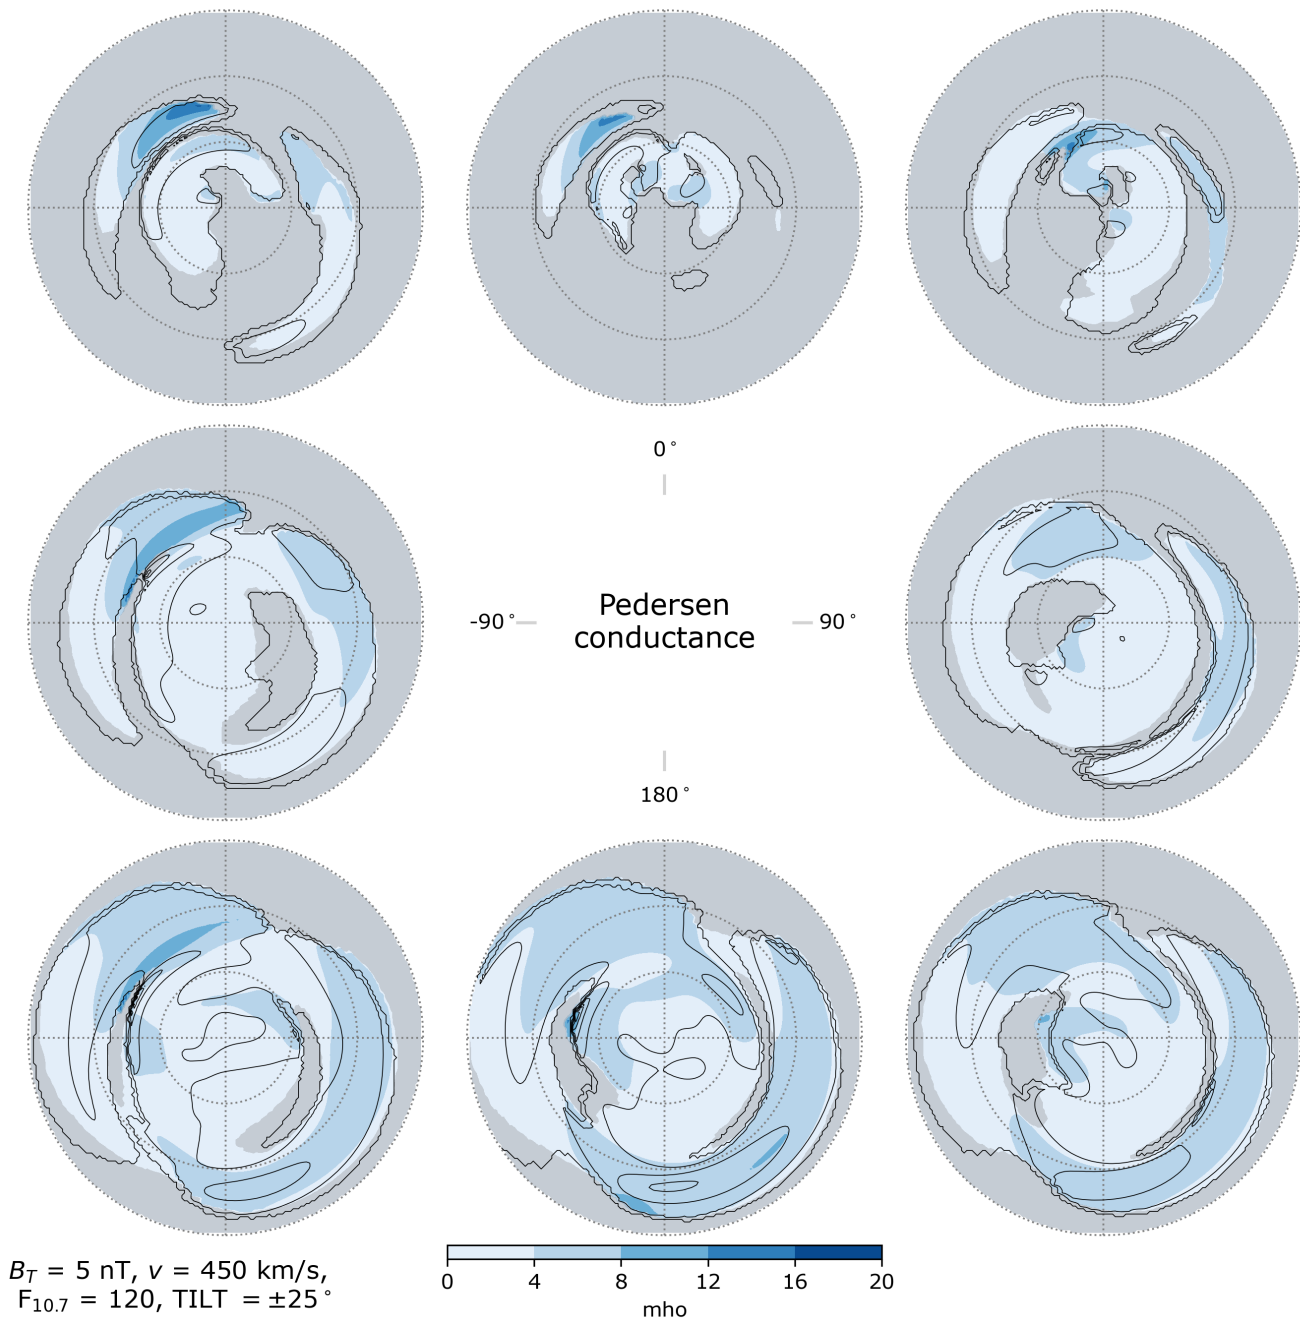 0°
Pedersen
conductance
-90°
90°
180°
0 4 8 12 16 20
mho
B_T = 5 nT, v = 450 km/s,
F_10.7 = 120, TILT = ±25°